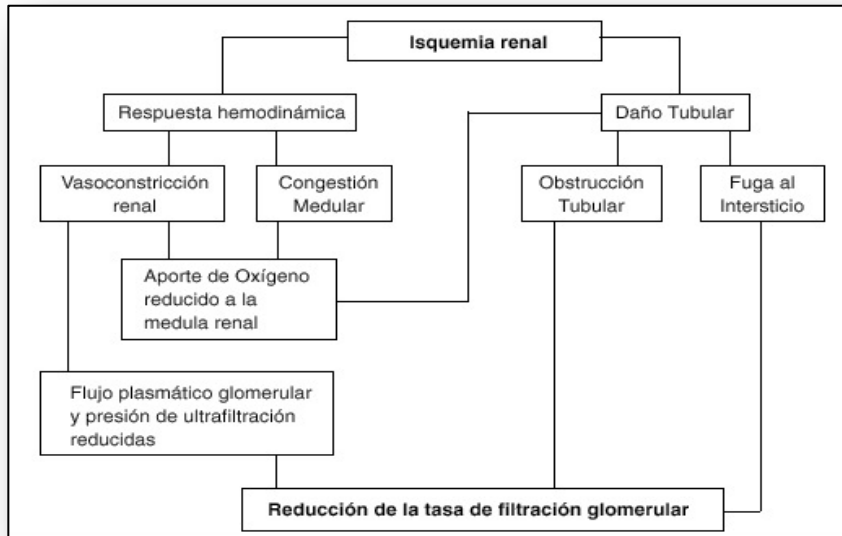 Isquemia renal
Respuesta hemodinámica
Daño Tubular
Vasoconstricción
renal
Congestión
Medular
Obstrucción
Tubular
Fuga al
Intersticio
Aporte de Oxígeno
reducido a la
medula renal
Flujo plasmático glomerular
y presión de ultrafiltración
reducidas
Reducción de la tasa de filtración glomerular